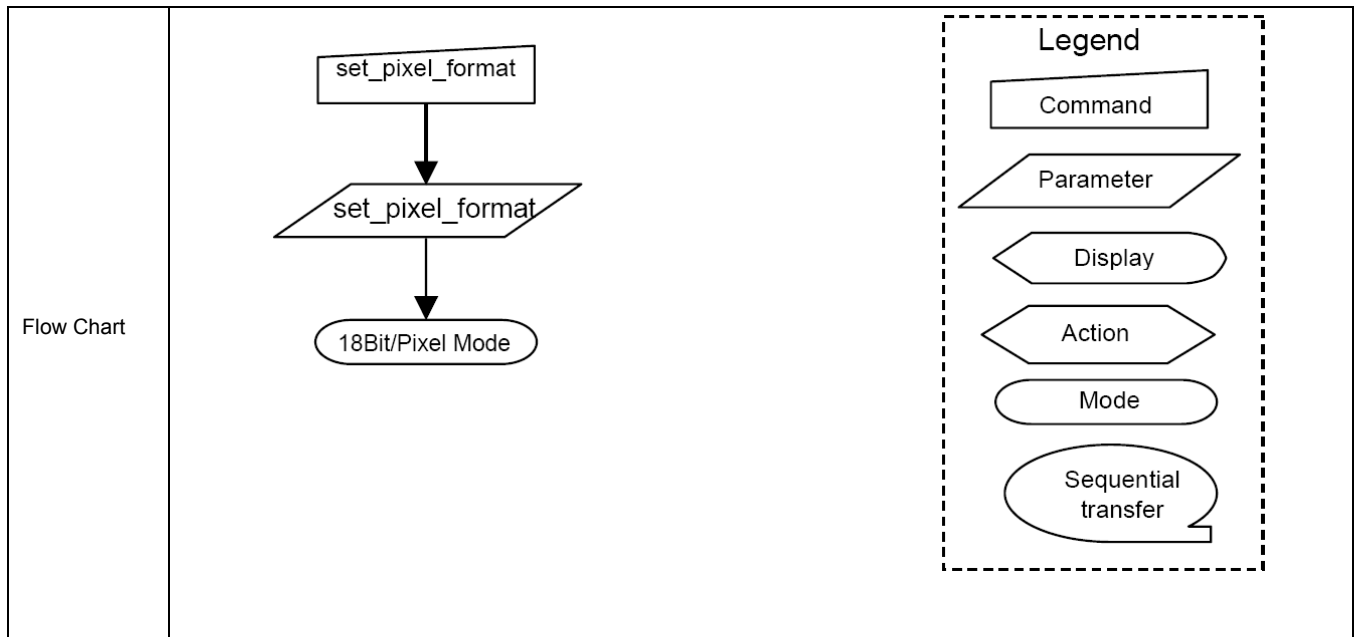 Flow Chart
set_pixel_format
set_pixel_format
18Bit/Pixel Mode
Legend
Command
Parameter
Display
Action
Mode
Sequential
transfer